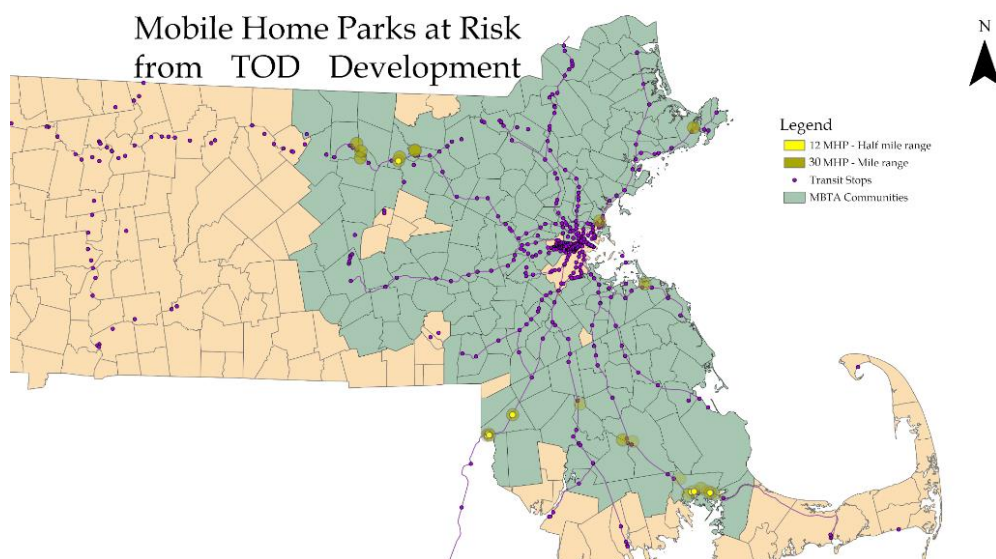 Mobile Home Parks at Risk
from TOD Development
N
Legend
12 MHP - Half mile range
30 MHP - Mile range
Transit Stops
MBTA Communities